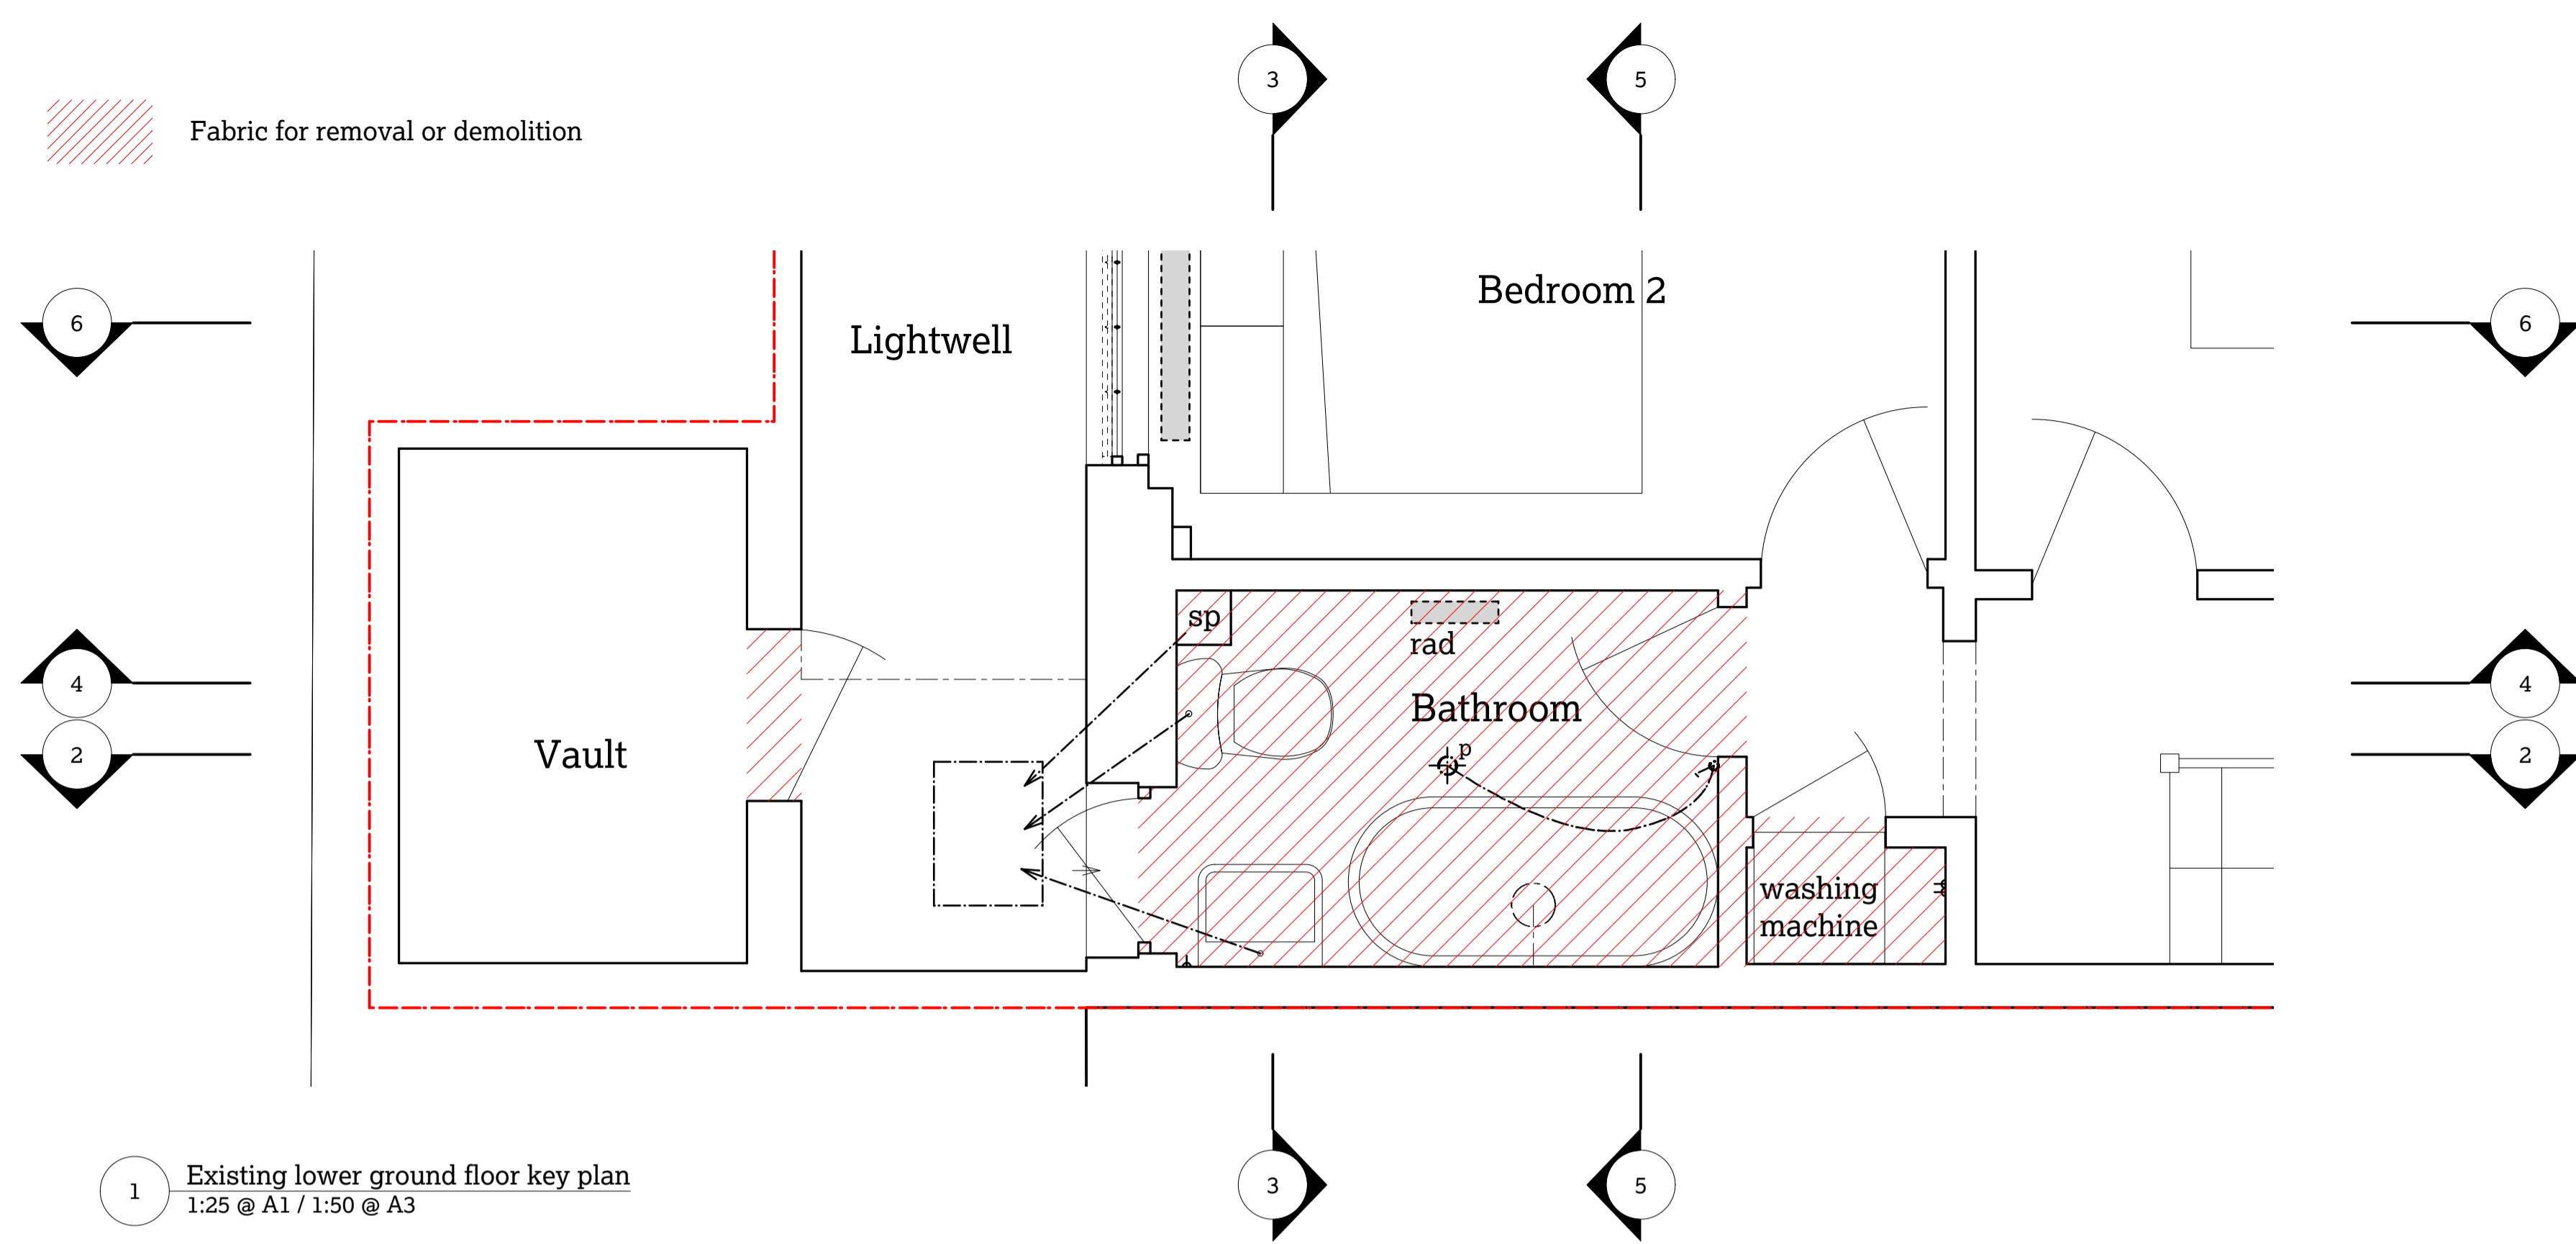 3
5
Fabric for removal or demolition
Bedroom 2
6
Lightwell
6
sp
rad
4
Bathroom
4
p
Vault
2
2
washing
machine
Existing lower ground floor key plan
1
1:25 @ A1 / 1:50 @ A3
3
5